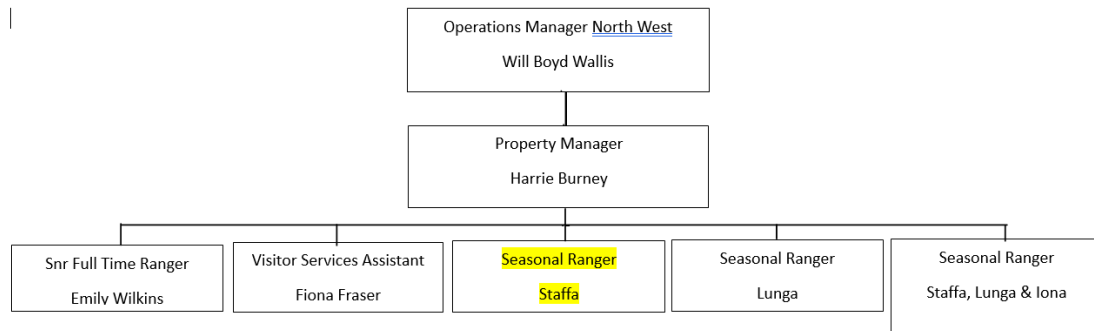 Operations Manager North West
Will Boyd Wallis
Property Manager
Harrie Burney
Snr Full Time Ranger
Emily Wilkins
Visitor Services Assistant
Fiona Fraser
Seasonal Ranger
Staffa
Seasonal Ranger
Lunga
Seasonal Ranger
Staffa, Lunga & Iona